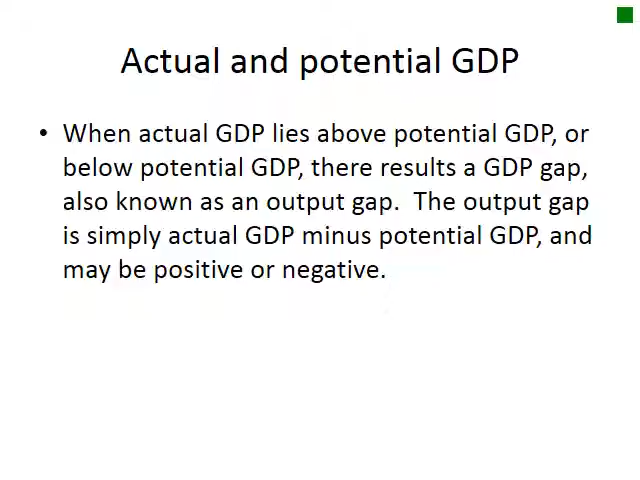 Actual and potential GDP
• When actual GDP lies above potential GDP, or
below potential GDP, there results a GDP gap,
also known as an output gap.  The output gap
is simply actual GDP minus potential GDP, and
may be positive or negative.